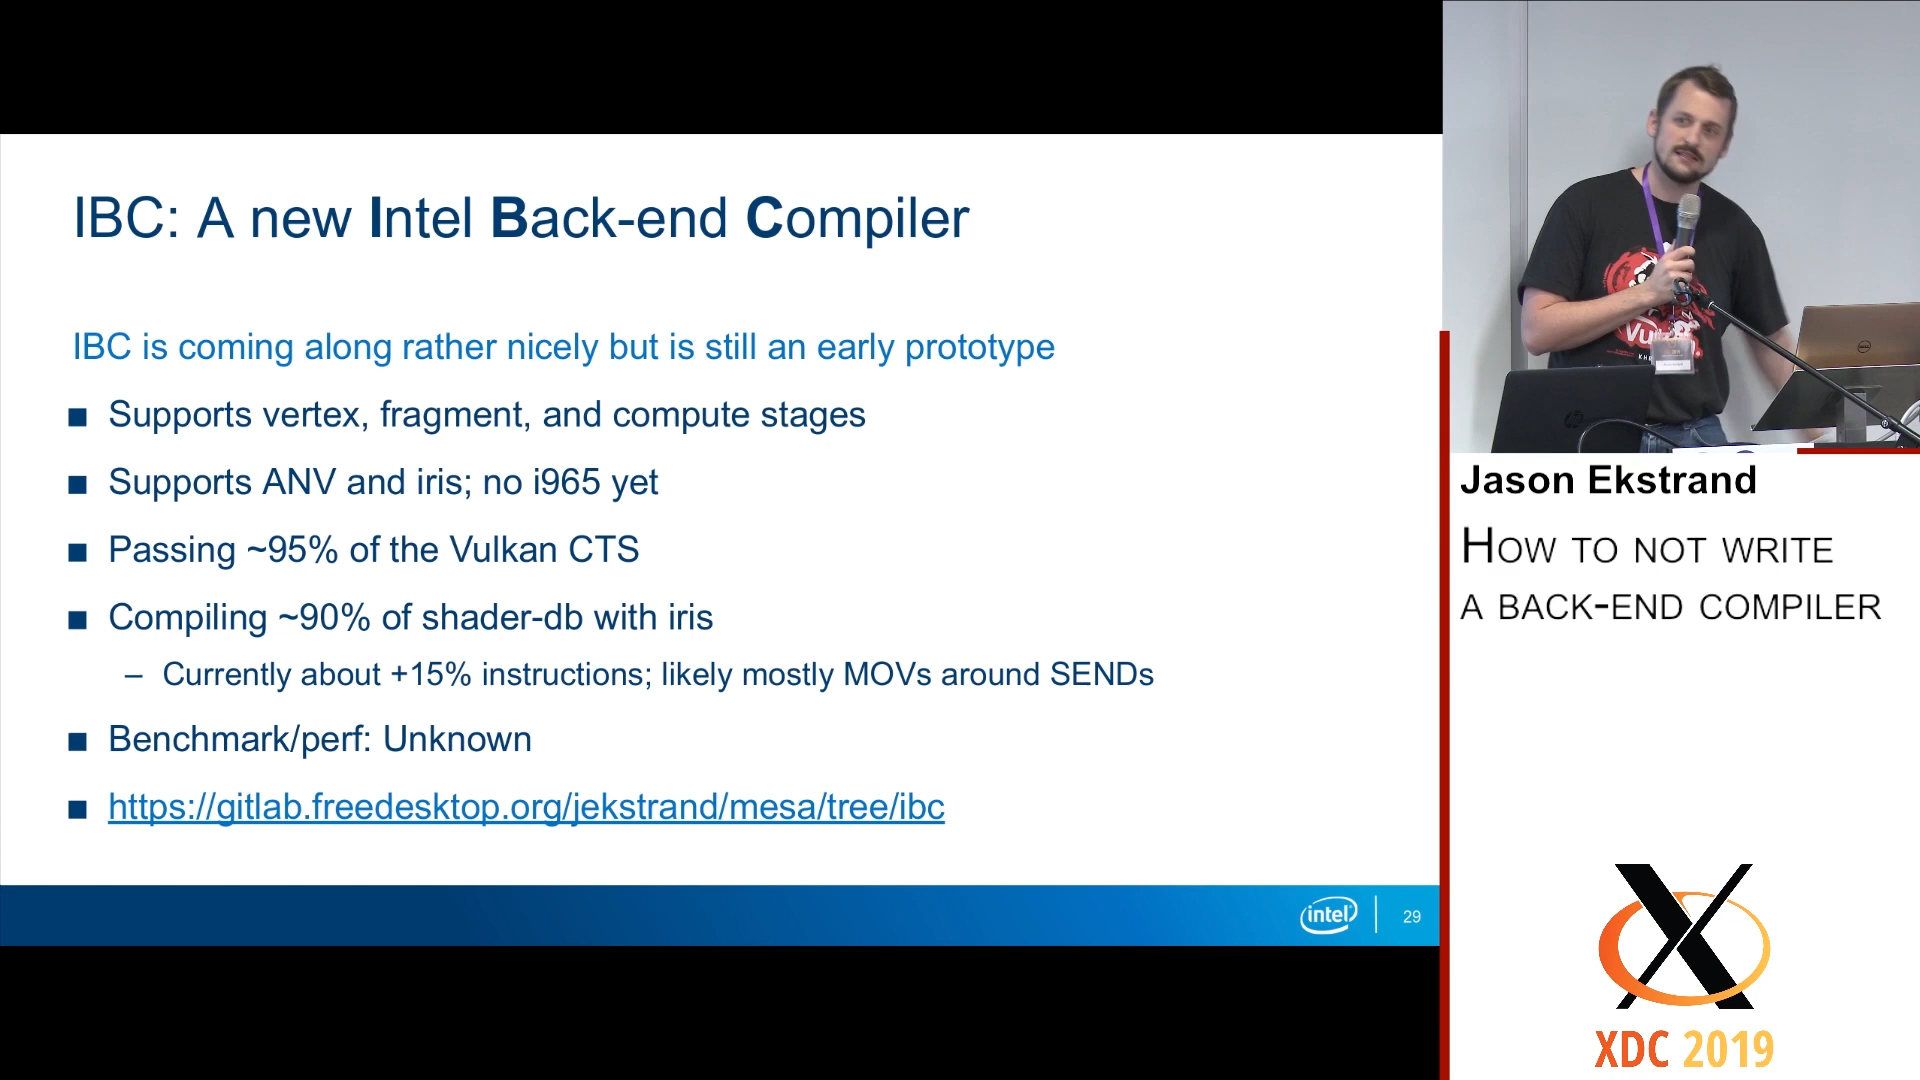 IBC: A new Intel Back-end Compiler
IBC is coming along rather nicely but is still an early prototype
■ Supports vertex, fragment, and compute stages
■ Supports ANV and iris; no i965 yet
■ Passing ~95% of the Vulkan CTS
■ Compiling ~90% of shader-db with iris
– Currently about +15% instructions; likely mostly MOVs around SENDs
■ Benchmark/perf: Unknown
■ https://gitlab.freedesktop.org/jekstrand/mesa/tree/ibc
intel
29
Jason Ekstrand
HOW TO NOT WRITE
A BACK-END COMPILER
XDC 2019